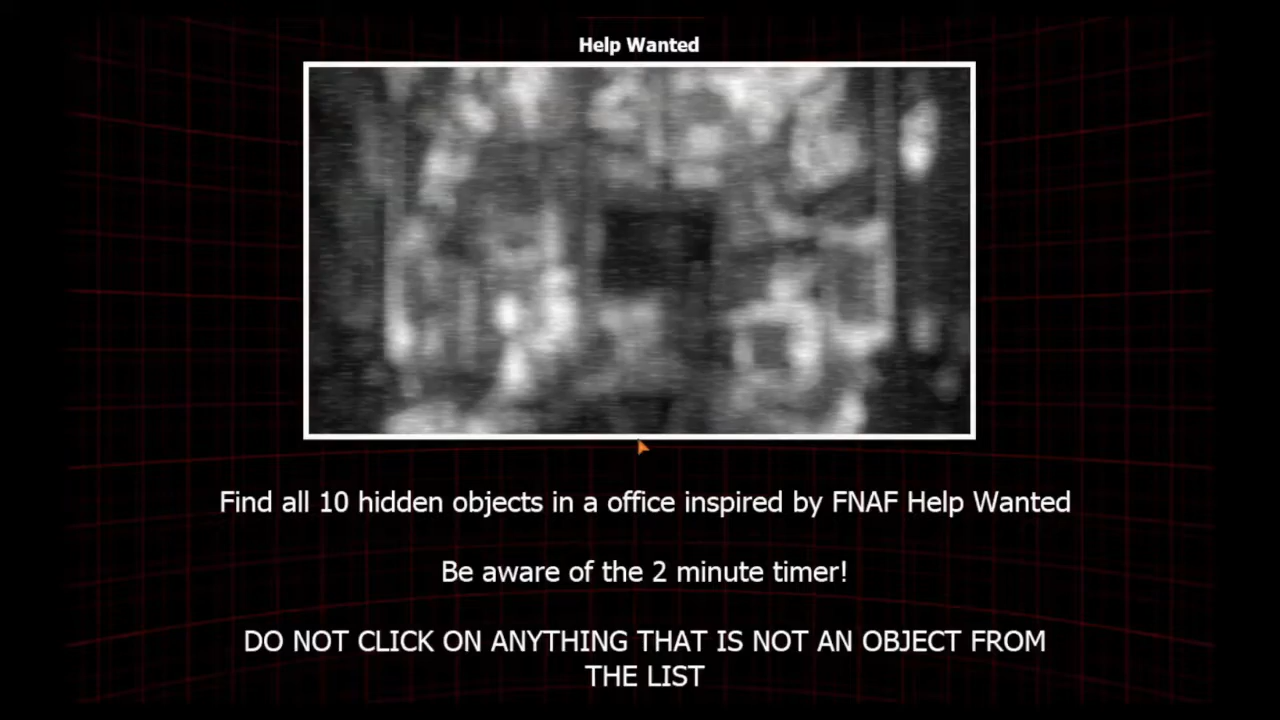 Help Wanted
Find all 10 hidden objects in a office inspired by FNAF Help Wanted
Be aware of the 2 minute timer!
DO NOT CLICK ON ANYTHING THAT IS NOT AN OBJECT FROM
THE LIST